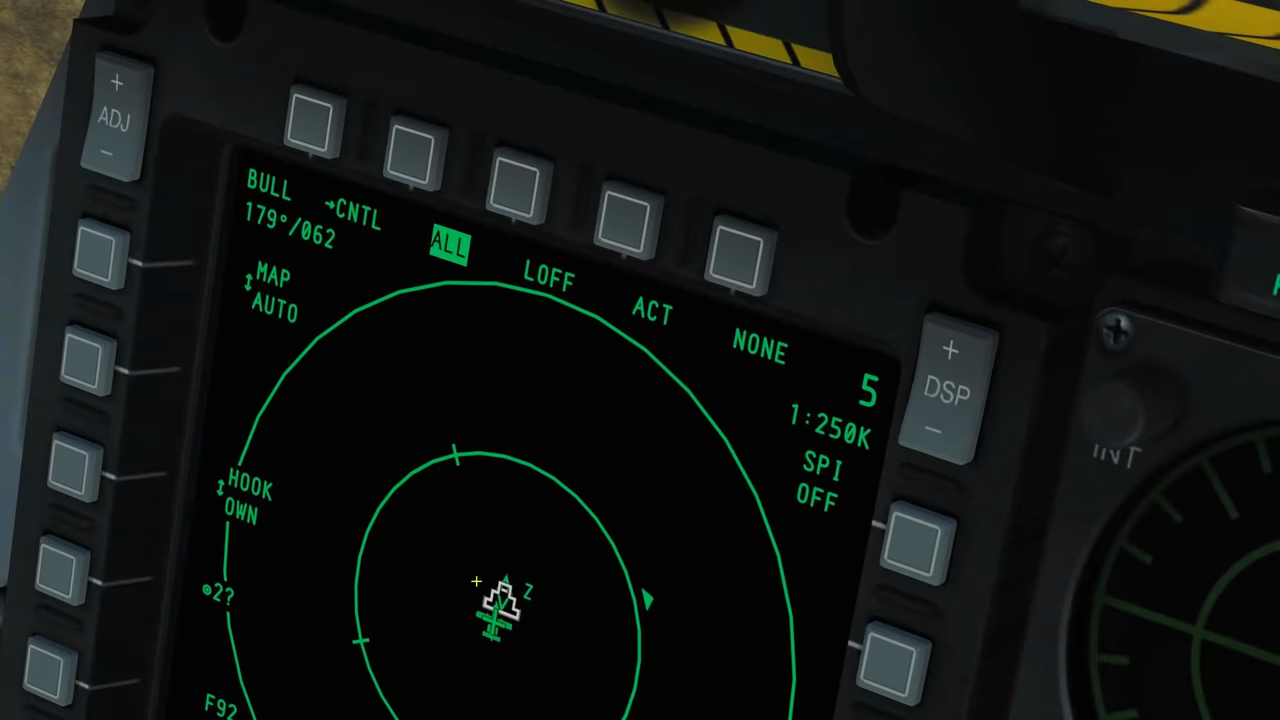 +
ADJ
-
BULL
179°/062
→CNTL
ALL
LOFF
ACT
NONE
↕MAP
AUTO
5
1:250K
SPI
OFF
+
DSP
-
INT
↕HOOK
OWN
Z
⊙2?
F92